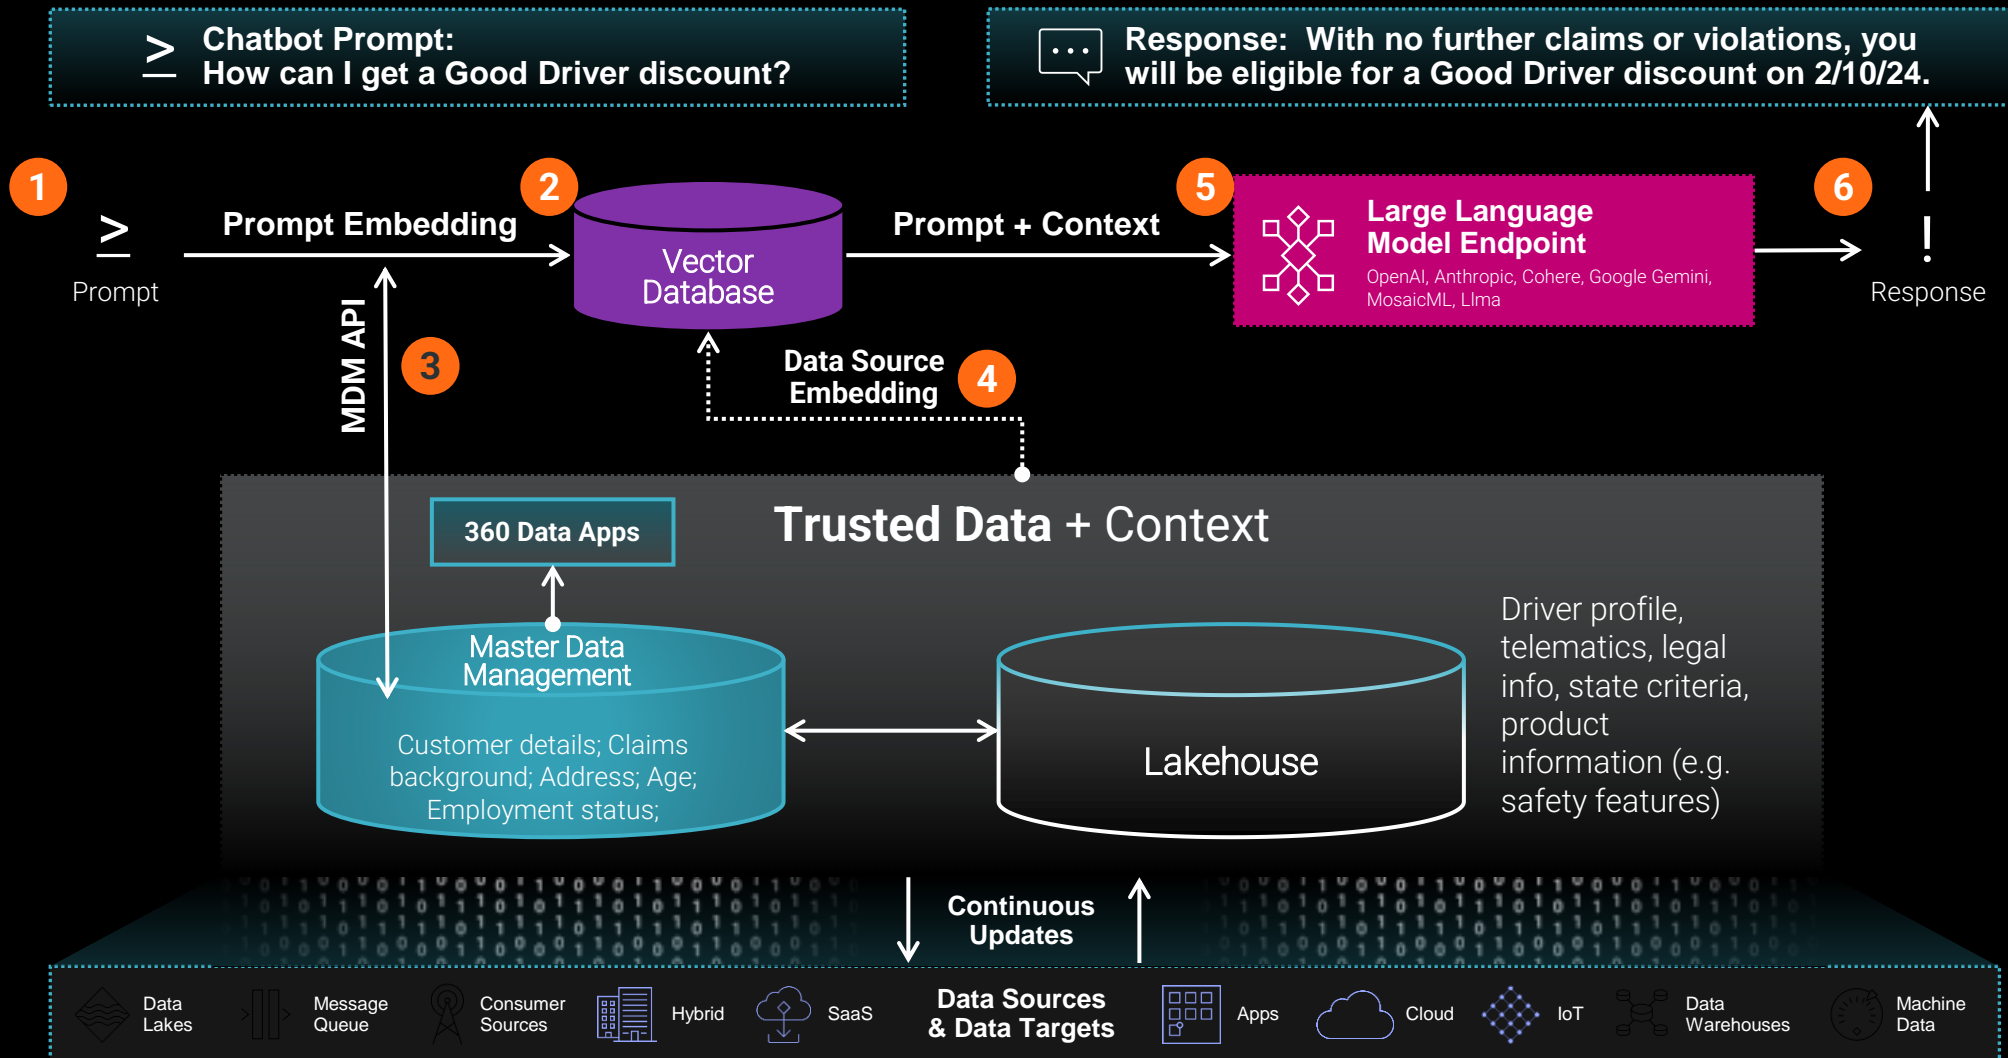 Chatbot Prompt:
How can I get a Good Driver discount?
Response: With no further claims or violations, you
will be eligible for a Good Driver discount on 2/10/24.
1
Prompt
Prompt Embedding
2
Vector
Database
Prompt + Context
5
Large Language
Model Endpoint
OpenAI, Anthropic, Cohere, Google Gemini,
MosaicML, Llma
6
!
Response
MDM API
3
Data Source
Embedding
4
360 Data Apps
Trusted Data + Context
Master Data
Management
Customer details; Claims
background; Address; Age;
Employment status;
Lakehouse
Driver profile,
telematics, legal
info, state criteria,
product
information (e.g.
safety features)
Continuous
Updates
Data
Lakes
Message
Queue
Consumer
Sources
Hybrid
SaaS
Data Sources
& Data Targets
Apps
Cloud
IoT
Data
Warehouses
Machine
Data